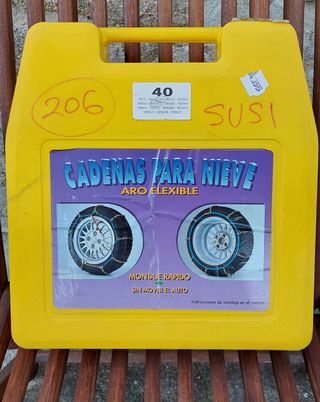 40
206
SUSI
CADENAS PARA NIEVE
ARO FLEXIBLE
MONTAJE RAPIDO
SIN MOVER EL AUTO
Instrucciones de montaje en el interior